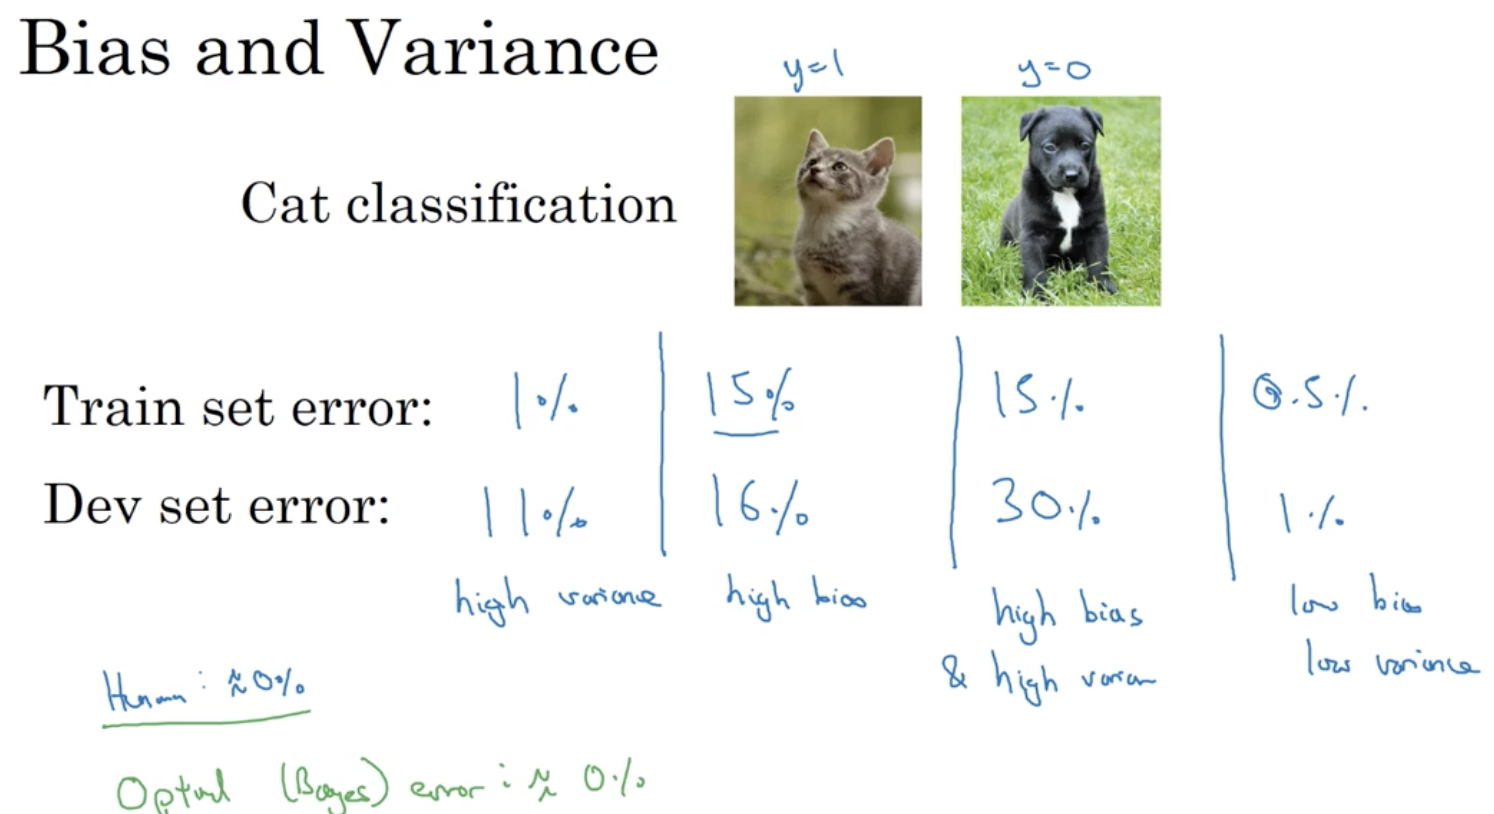 Bias and Variance
y=1 y=0
Cat classification
Train set error: 1% 15% 15% 0.5%
Dev set error: 11% 16% 30% 1%
high variance high bias high bias low bias
& high varian low variance
Human: ≈0%
Optml (Bayes) error: ≈ 0%